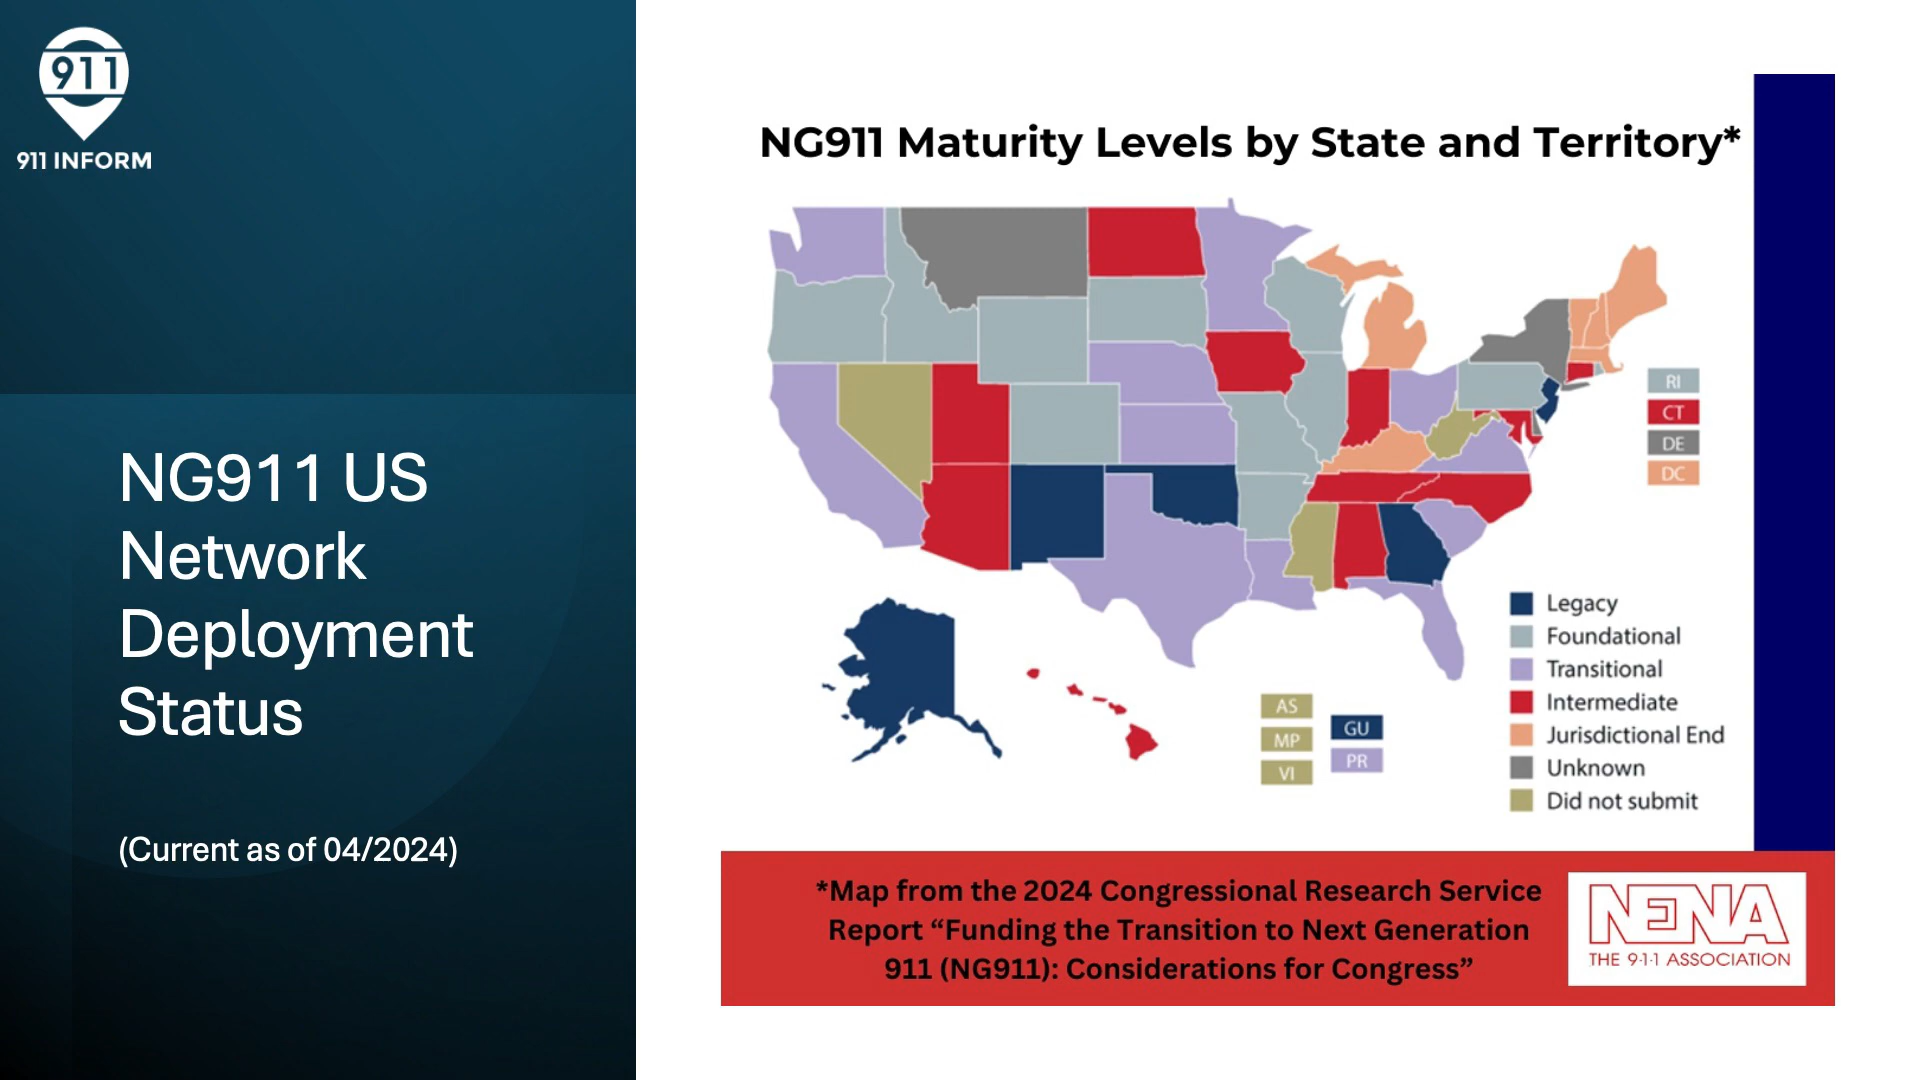 911
911 INFORM
NG911 US
Network
Deployment
Status
(Current as of 04/2024)
NG911 Maturity Levels by State and Territory*
RI
CT
DE
DC
Legacy
Foundational
Transitional
Intermediate
Jurisdictional End
Unknown
Did not submit
AS
MP
VI
GU
PR
*Map from the 2024 Congressional Research Service
Report “Funding the Transition to Next Generation
911 (NG911): Considerations for Congress”
NENA
THE 9-1-1 ASSOCIATION